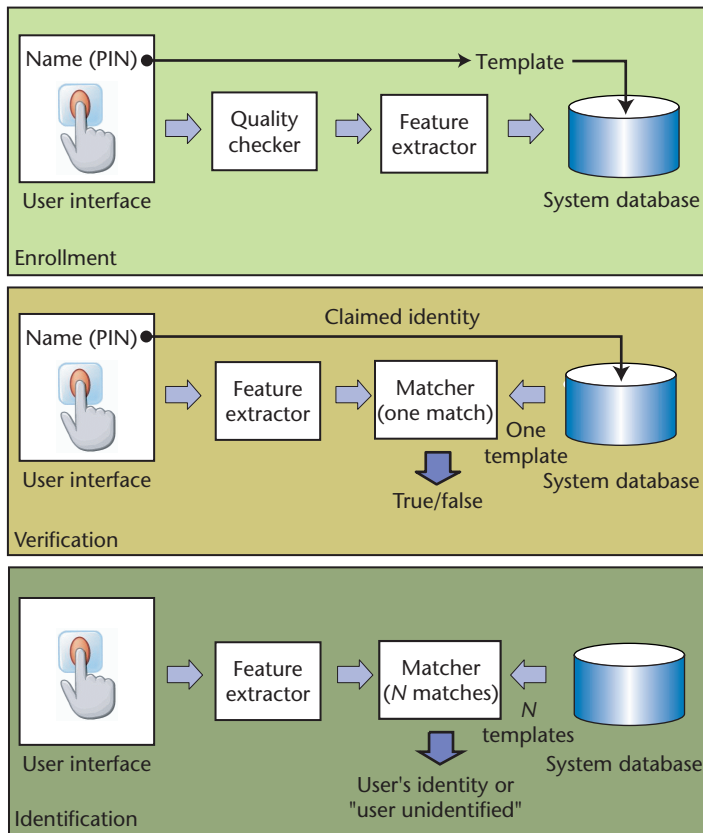 Name (PIN)
Template
Quality
checker
Feature
extractor
User interface
System database
Enrollment
Name (PIN)
Claimed identity
Feature
extractor
Matcher
(one match)
One
template
User interface
System database
True/false
Verification
Feature
extractor
Matcher
(N matches)
N
templates
User interface
System database
User's identity or
"user unidentified"
Identification